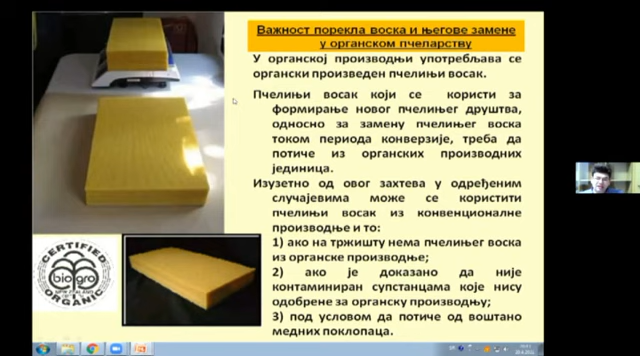 Важност порекла воска и његове замене
у органском пчеларству
У органској производњи употребљава се
органски произведен пчелињи восак.
Пчелињи восак који се користи за
формирање новог пчелињег друштва,
односно за замену пчелињег воска
током периода конверзије, треба да
потиче из органских производних
јединица.
Изузетно од овог захтева у одређеним
случајевима може се користити
пчелињи восак из конвенционалне
производње и то:
1) ако на тржишту нема пчелињег воска
из органске производње;
2) ако је доказано да није
контаминиран супстанцама које нису
одобрене за органску производњу;
3) под условом да потиче од воштано
медних поклопаца.
CERTIFIED
bio gro
NEW ZEALAND
ORGANIC